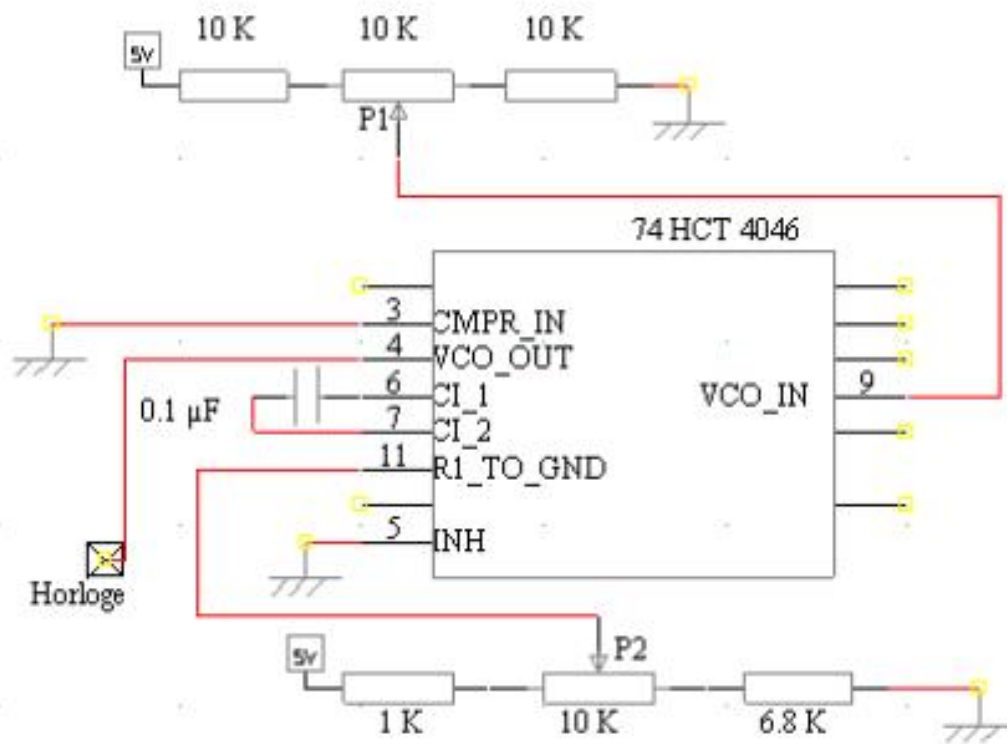 10 K 10 K 10 K
5V
P1
74 HCT 4046
3 CMPR_IN
4 VCO_OUT
6 CI_1 VCO_IN 9
0.1 µF
7 CI_2
11 R1_TO_GND
5 INH
Horloge
5V P2
1 K 10 K 6.8 K